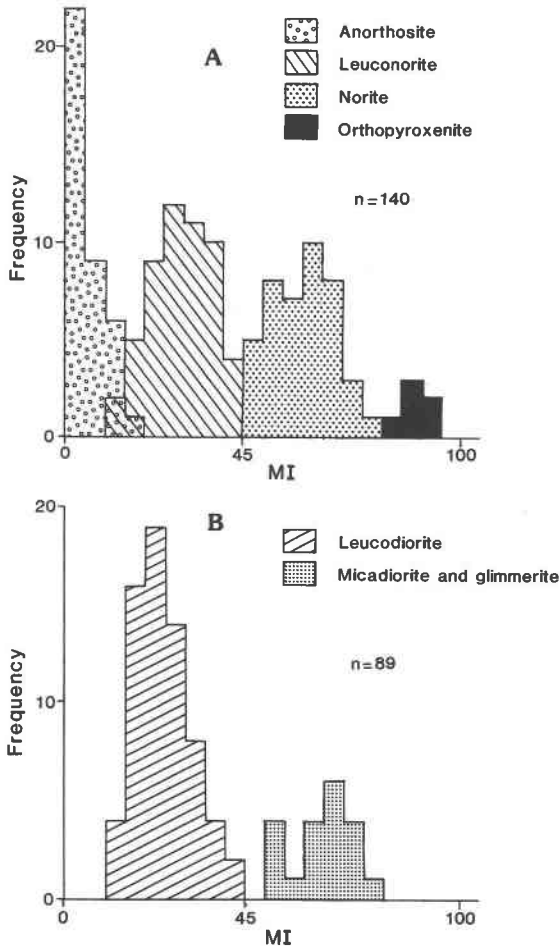 20
A
Anorthosite
Leuconorite
Norite
Orthopyroxenite
n=140
Frequency
10
0
0 45 100
MI
20
B
Leucodiorite
Micadiorite and glimmerite
n=89
Frequency
10
0
0 45 100
MI